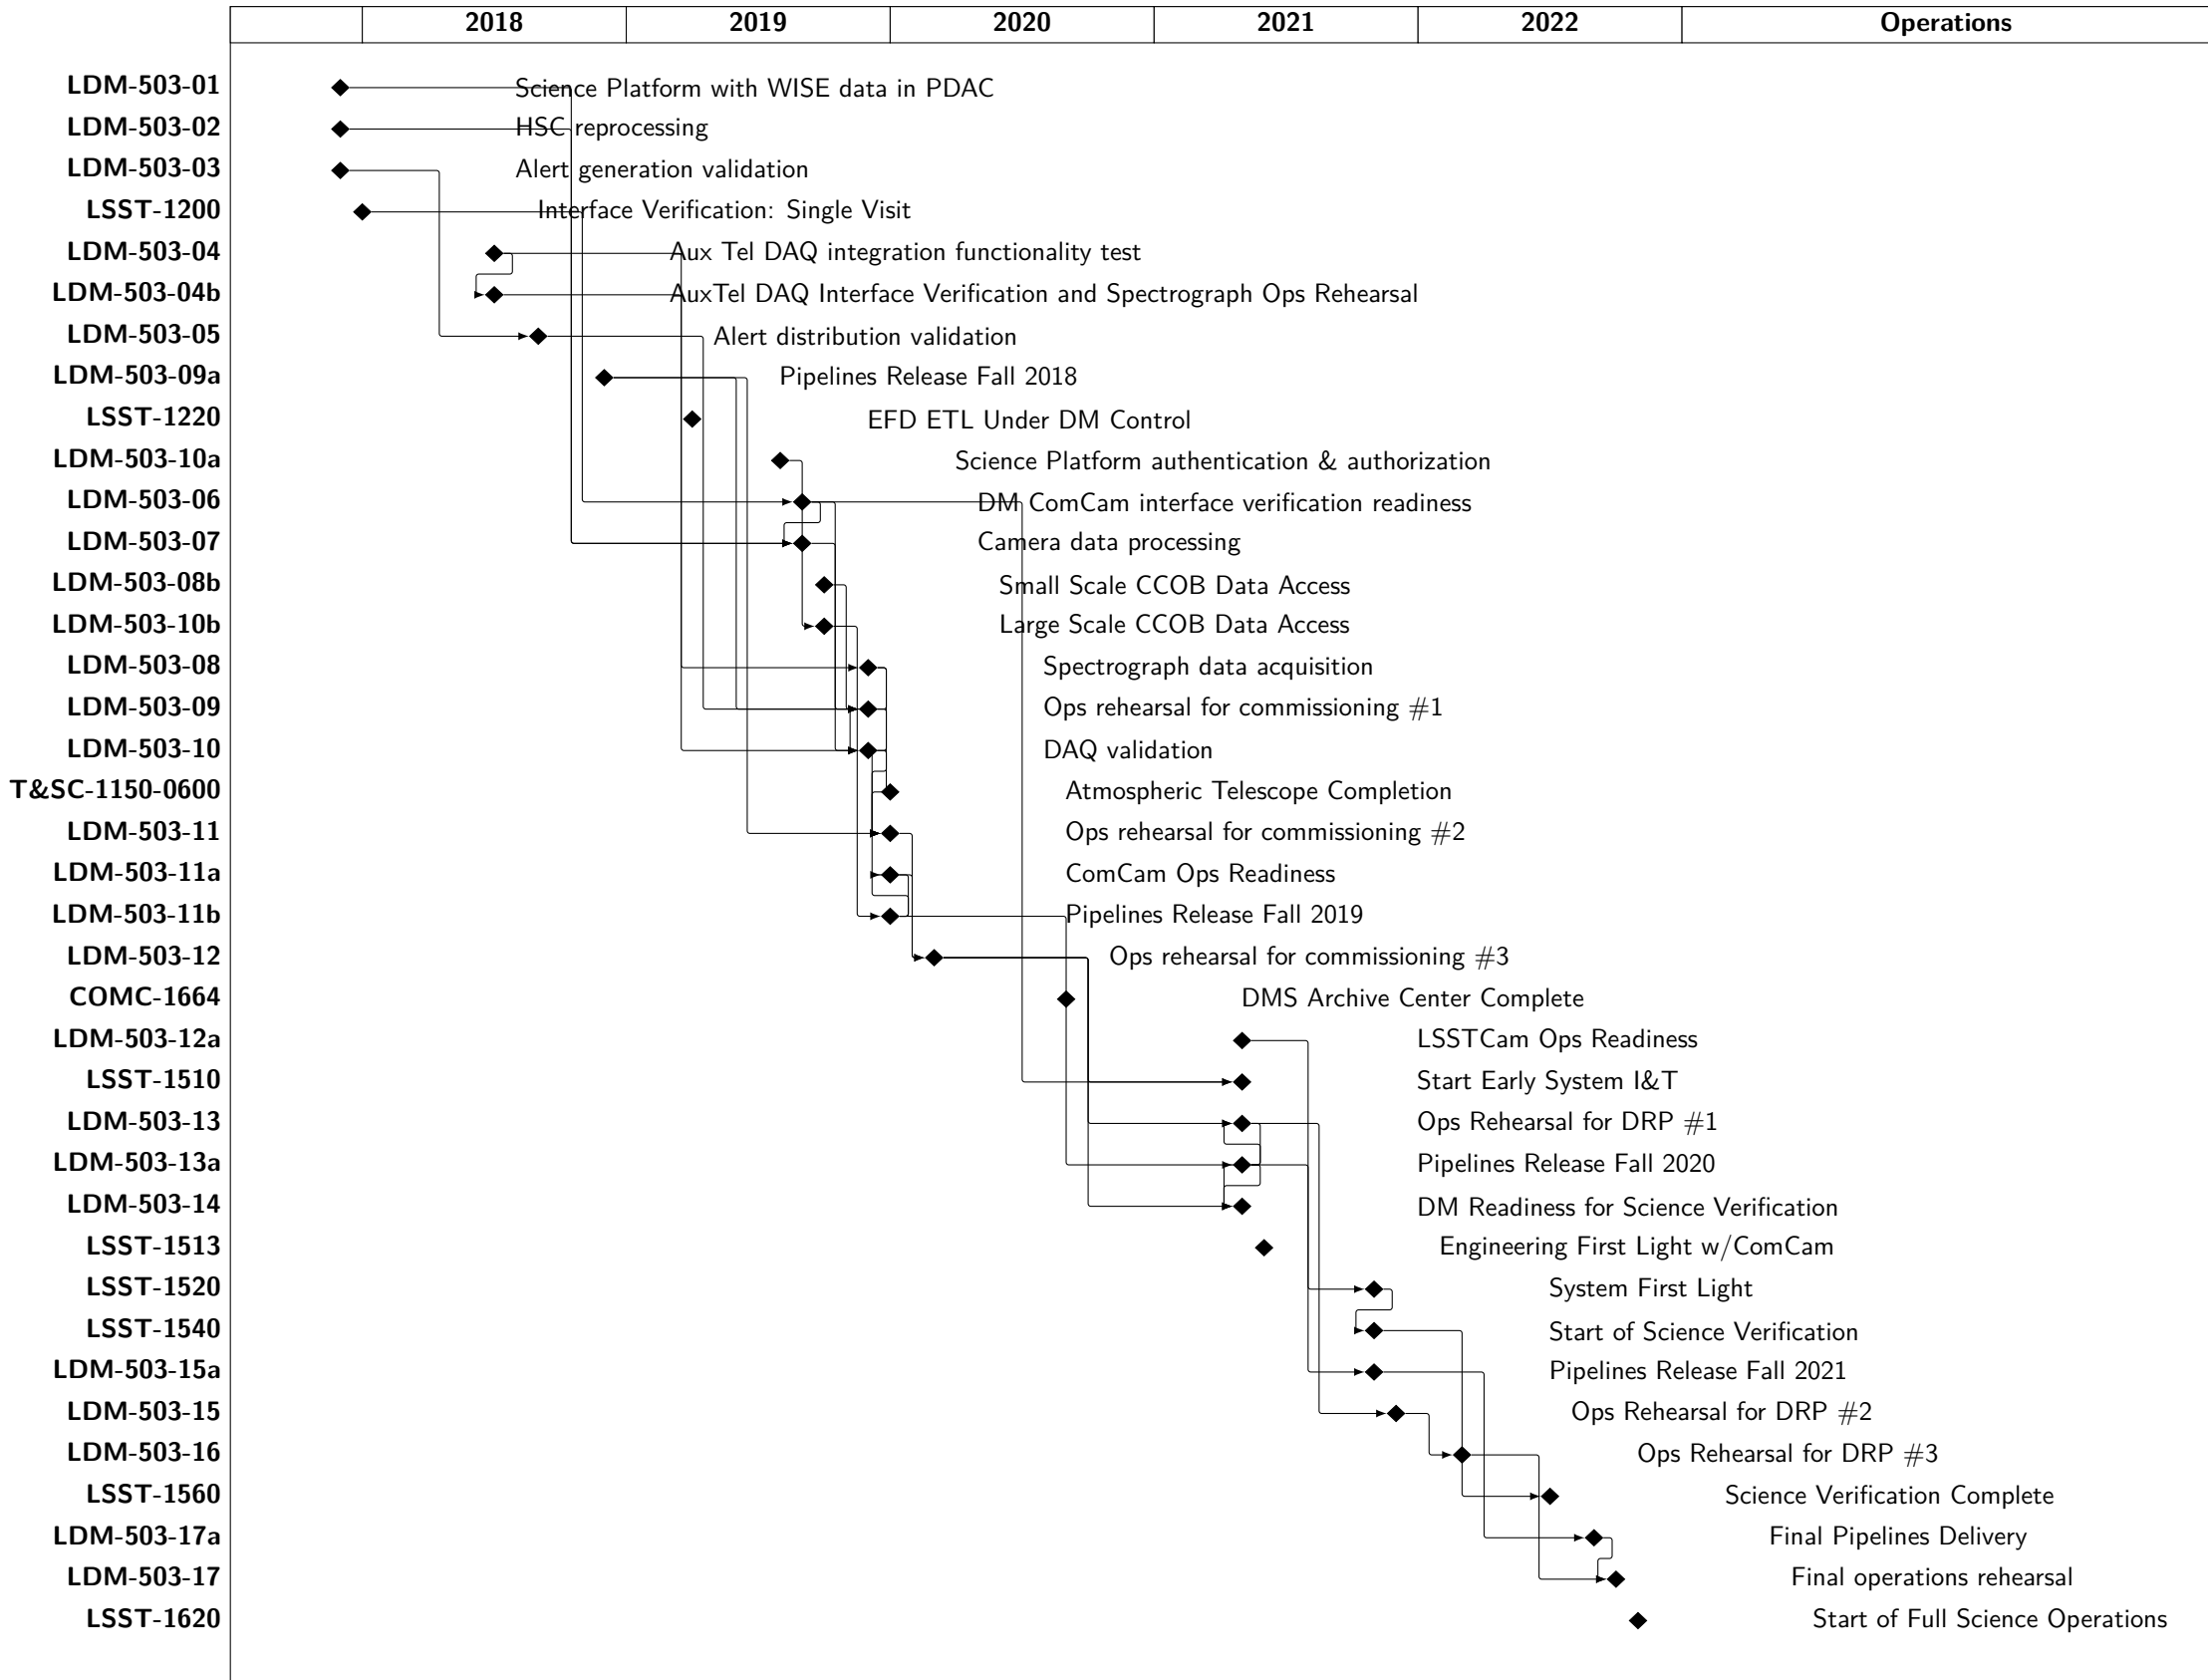 2018 2019 2020 2021 2022 Operations
LDM-503-01 Science Platform with WISE data in PDAC
LDM-503-02 HSC reprocessing
LDM-503-03 Alert generation validation
LSST-1200 Interface Verification: Single Visit
LDM-503-04 Aux Tel DAQ integration functionality test
LDM-503-04b AuxTel DAQ Interface Verification and Spectrograph Ops Rehearsal
LDM-503-05 Alert distribution validation
LDM-503-09a Pipelines Release Fall 2018
LSST-1220 EFD ETL Under DM Control
LDM-503-10a Science Platform authentication & authorization
LDM-503-06 DM ComCam interface verification readiness
LDM-503-07 Camera data processing
LDM-503-08b Small Scale CCOB Data Access
LDM-503-10b Large Scale CCOB Data Access
LDM-503-08 Spectrograph data acquisition
LDM-503-09 Ops rehearsal for commissioning #1
LDM-503-10 DAQ validation
T&SC-1150-0600 Atmospheric Telescope Completion
LDM-503-11 Ops rehearsal for commissioning #2
LDM-503-11a ComCam Ops Readiness
LDM-503-11b Pipelines Release Fall 2019
LDM-503-12 Ops rehearsal for commissioning #3
COMC-1664 DMS Archive Center Complete
LDM-503-12a LSSTCam Ops Readiness
LSST-1510 Start Early System I&T
LDM-503-13 Ops Rehearsal for DRP #1
LDM-503-13a Pipelines Release Fall 2020
LDM-503-14 DM Readiness for Science Verification
LSST-1513 Engineering First Light w/ComCam
LSST-1520 System First Light
LSST-1540 Start of Science Verification
LDM-503-15a Pipelines Release Fall 2021
LDM-503-15 Ops Rehearsal for DRP #2
LDM-503-16 Ops Rehearsal for DRP #3
LSST-1560 Science Verification Complete
LDM-503-17a Final Pipelines Delivery
LDM-503-17 Final operations rehearsal
LSST-1620 Start of Full Science Operations